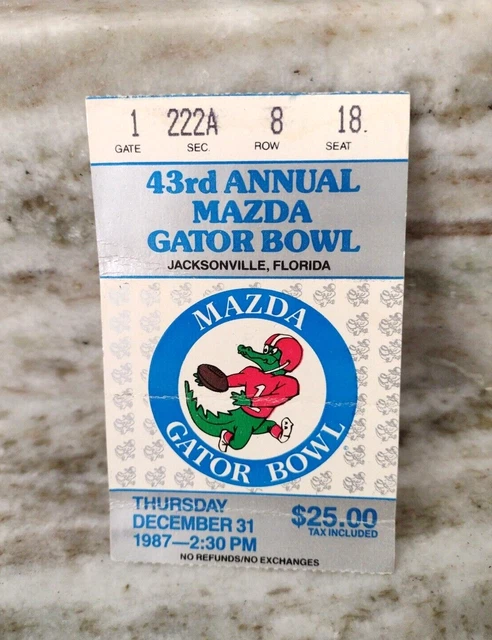 1 222A 8 18.
GATE SEC. ROW SEAT
43rd ANNUAL
MAZDA
GATOR BOWL
JACKSONVILLE, FLORIDA
MAZDA
1
GATOR BOWL
THURSDAY
DECEMBER 31
1987—2:30 PM
$25.00
TAX INCLUDED
NO REFUNDS/NO EXCHANGES